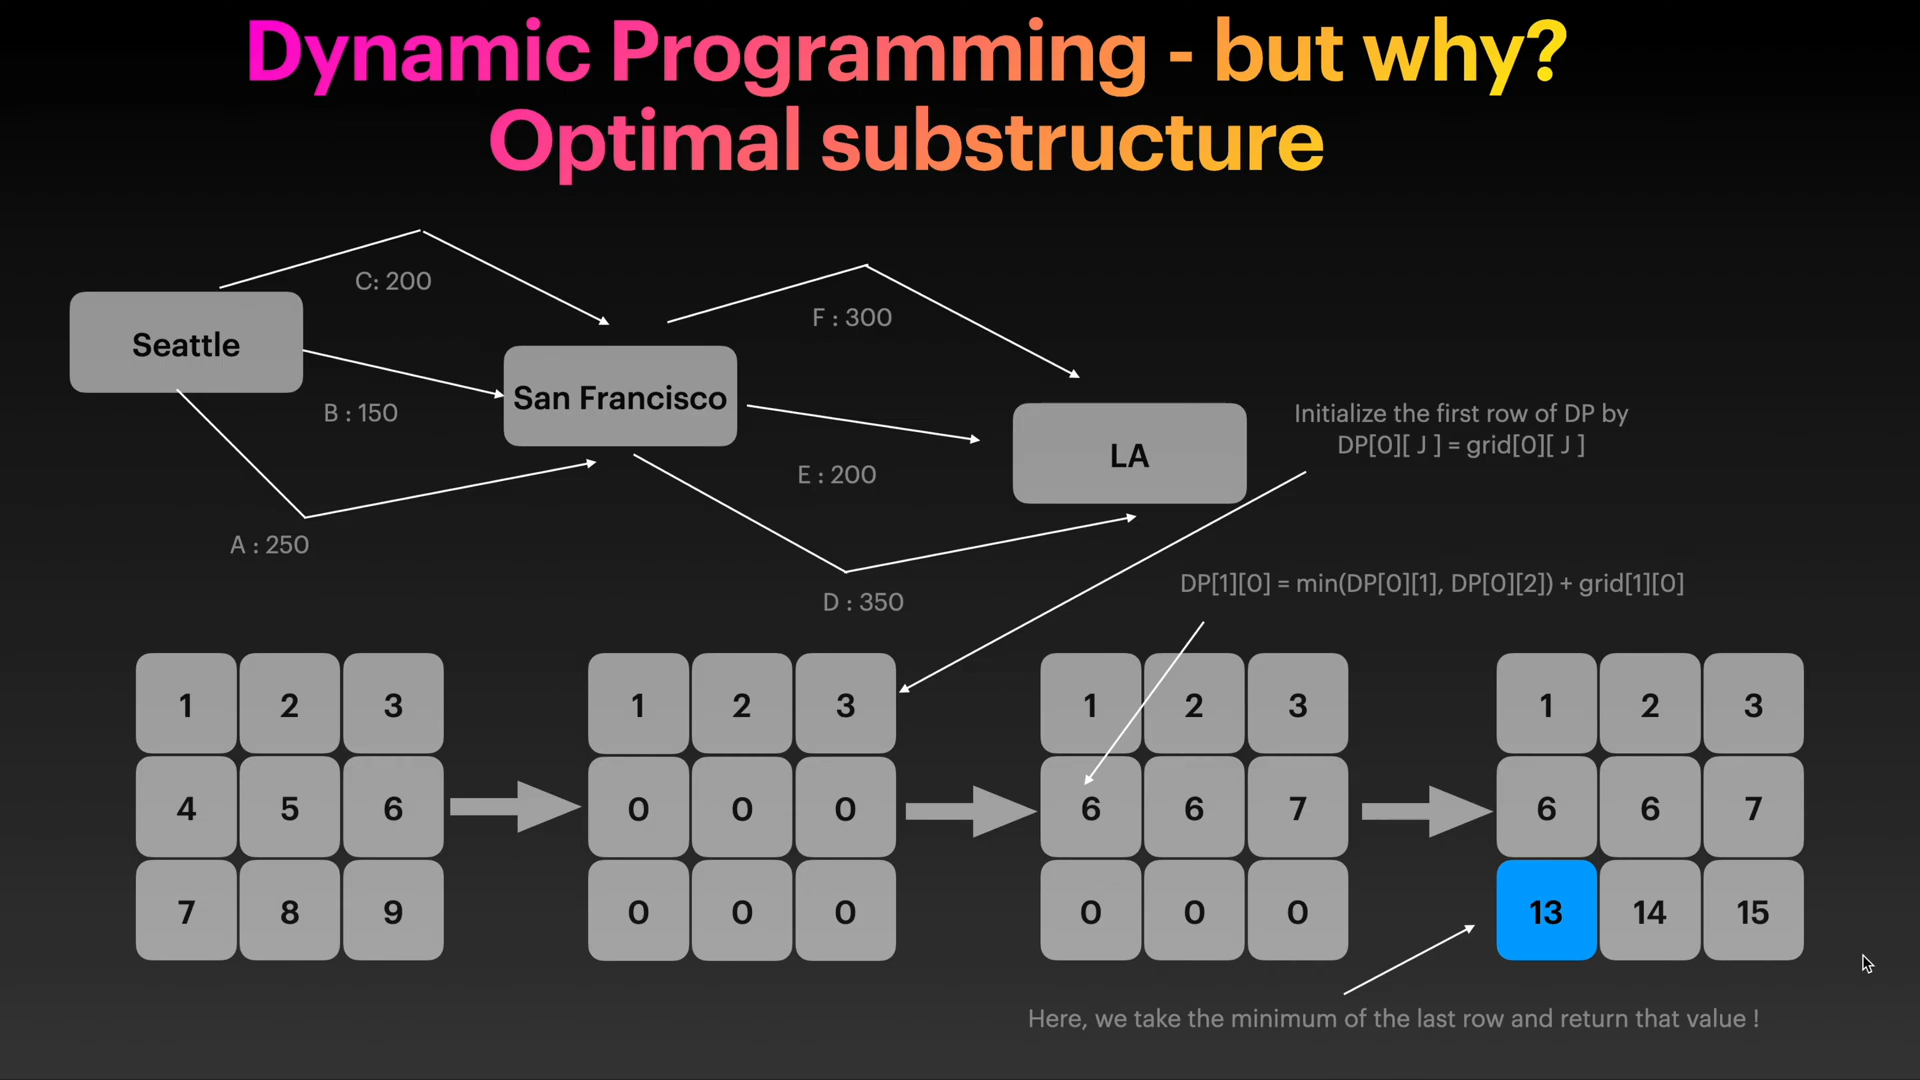 Dynamic Programming - but why?
Optimal substructure
C: 200
F : 300
Seattle
San Francisco
B : 150
LA
Initialize the first row of DP by
DP[0][ J ] = grid[0][ J ]
E : 200
A : 250
D : 350
DP[1][0] = min(DP[0][1], DP[0][2]) + grid[1][0]
1 2 3
4 5 6
7 8 9
1 2 3
0 0 0
0 0 0
1 2 3
6 6 7
0 0 0
1 2 3
6 6 7
13 14 15
Here, we take the minimum of the last row and return that value !